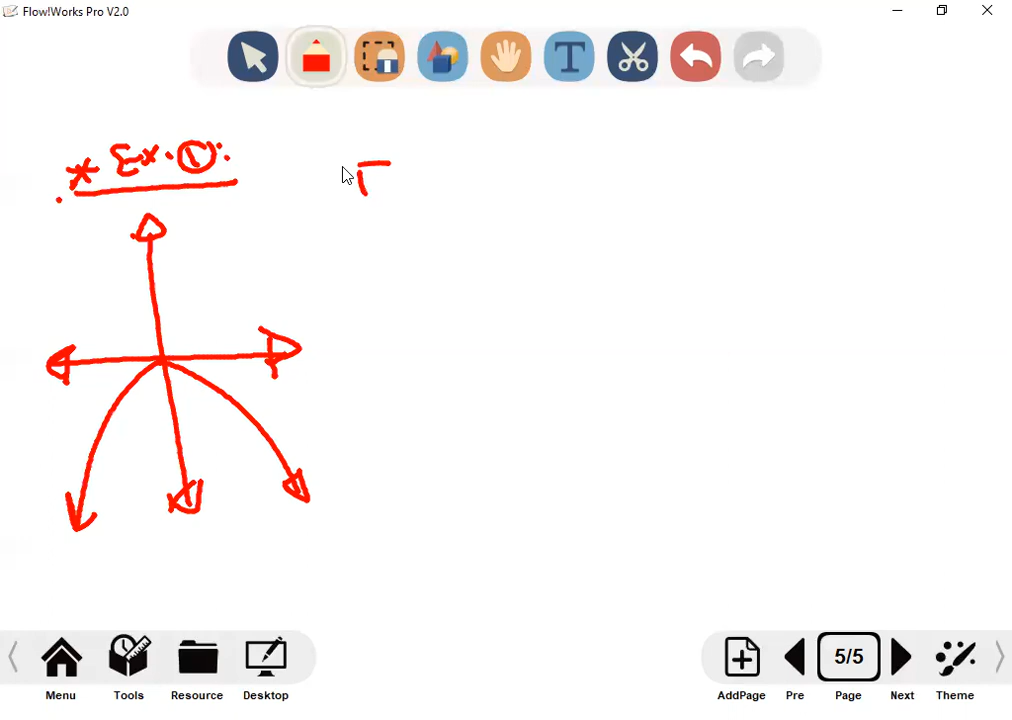 Flow!Works Pro V2.0
T
* Ex. ①:
Menu Tools Resource Desktop
5/5
AddPage Pre Page Next Theme